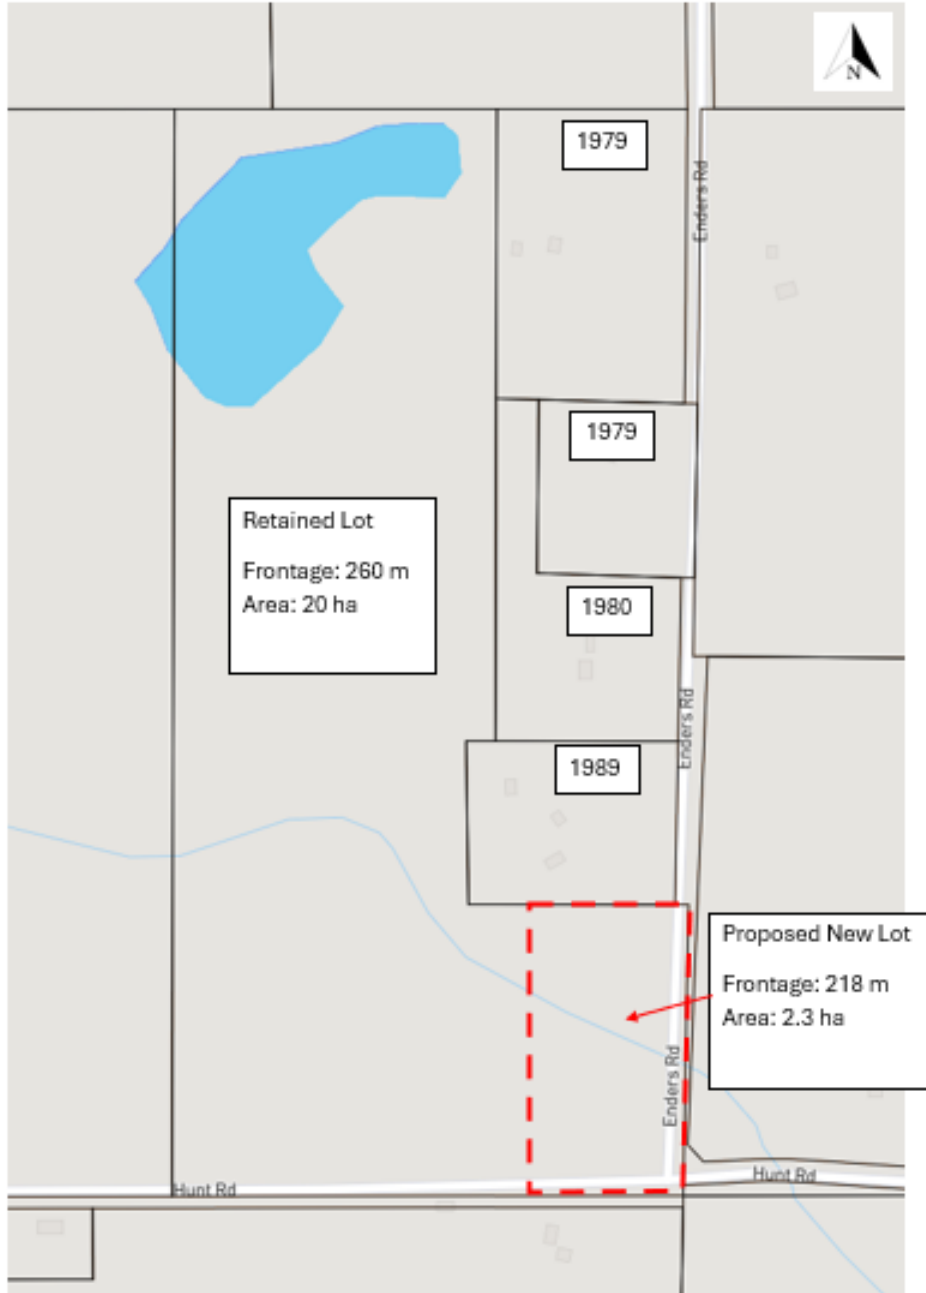 N
1979
Enders Rd
1979
Retained Lot
Frontage: 260 m
Area: 20 ha
1980
Enders Rd
1989
Proposed New Lot
Frontage: 218 m
Area: 2.3 ha
Enders Rd
Hunt Rd
Hunt Rd